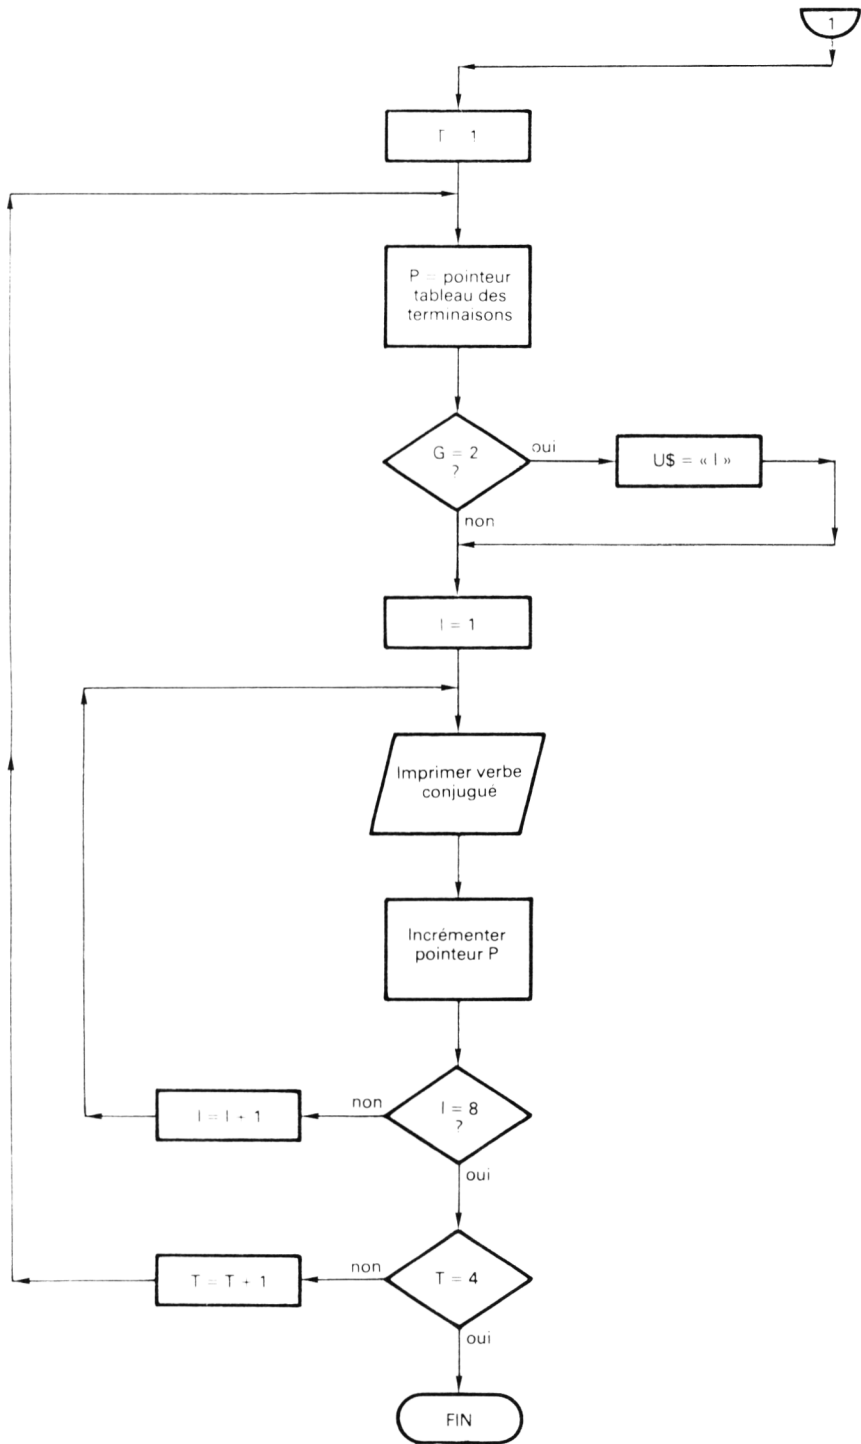 1
T = 1
P = pointeur
tableau des
terminaisons
G = 2
?
oui
U$ = « I »
non
I = 1
Imprimer verbe
conjugué
Incrémenter
pointeur P
I = 8
?
non
I = I + 1
oui
T = 4
non
T = T + 1
oui
FIN